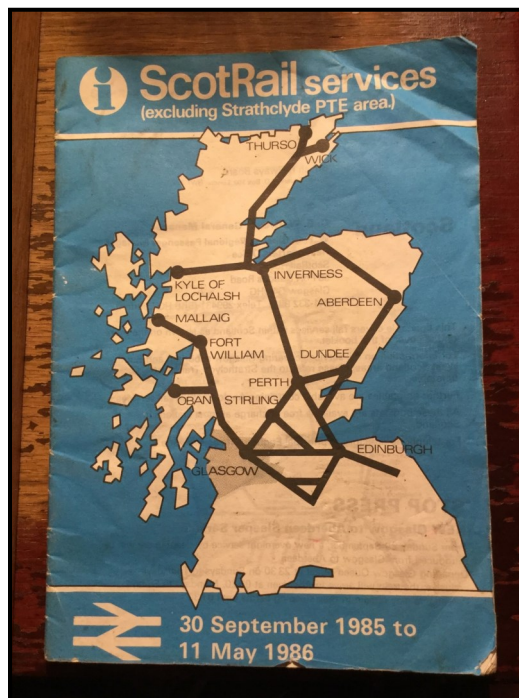 i ScotRail services
(excluding Strathclyde PTE area.)
THURSO
WICK
INVERNESS
KYLE OF
LOCHALSH
ABERDEEN
MALLAIG
FORT
WILLIAM
DUNDEE
PERTH
OBAN
STIRLING
EDINBURGH
GLASGOW
30 September 1985 to
11 May 1986